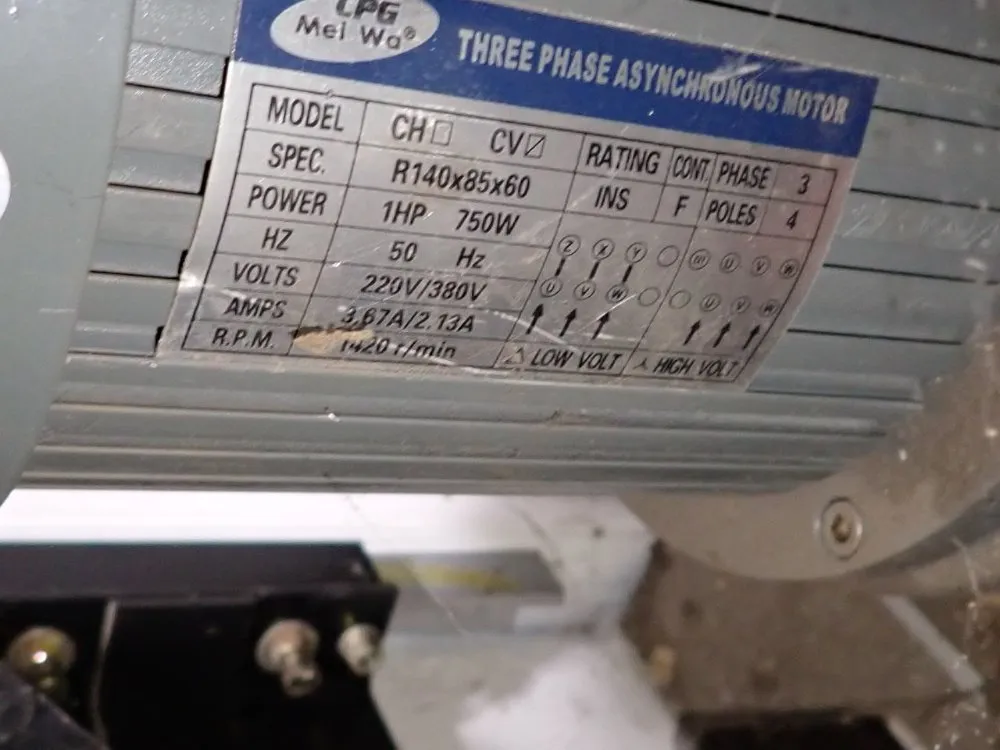 CPG
Mei Wa®
THREE PHASE ASYNCHRONOUS MOTOR
MODEL CH□ CV☑ RATING CONT. PHASE 3
SPEC. R140x85x60 INS F POLES 4
POWER 1HP 750W
HZ 50 Hz
VOLTS 220V/380V
AMPS 3.67A/2.13A
R.P.M. 1420 r/min
Z X Y U V W
U V W U V W
△ LOW VOLT 人 HIGH VOLT